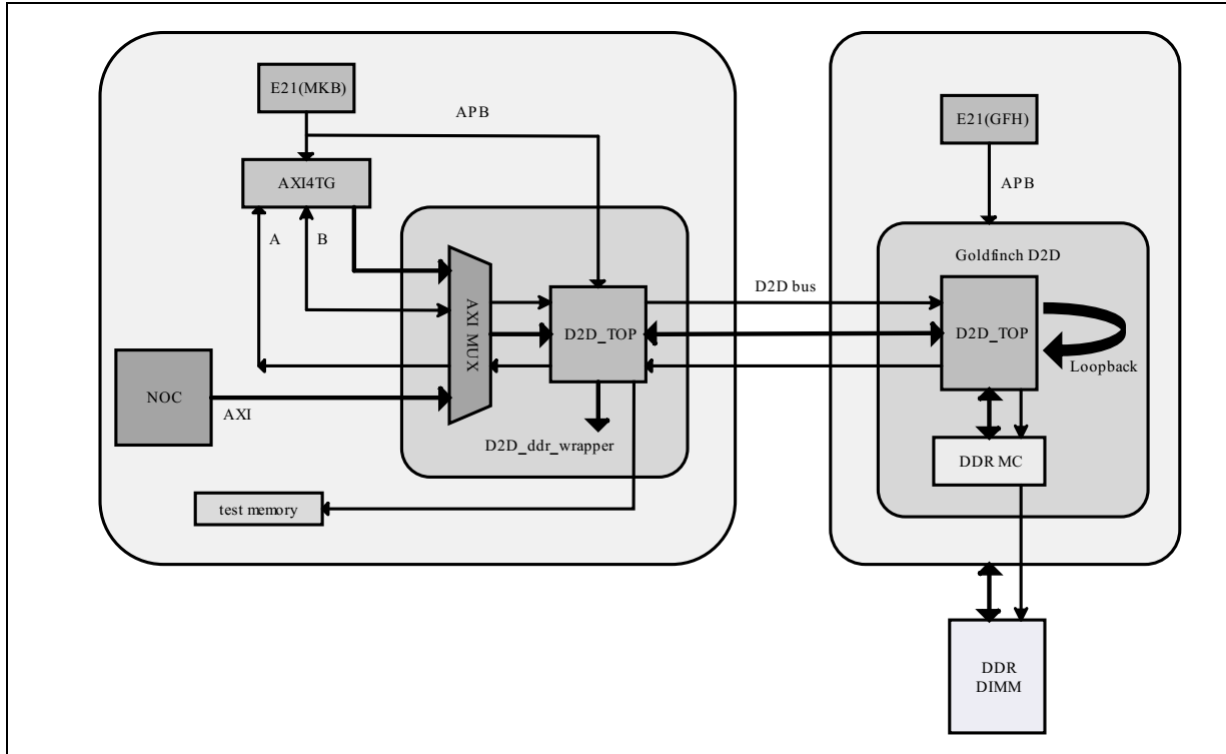 E21(MKB)
APB
AXI4TG
A
B
AXI MUX
D2D_TOP
D2D_ddr_wrapper
NOC
AXI
test memory
D2D bus
E21(GFH)
APB
Goldfinch D2D
D2D_TOP
Loopback
DDR MC
DDR
DIMM